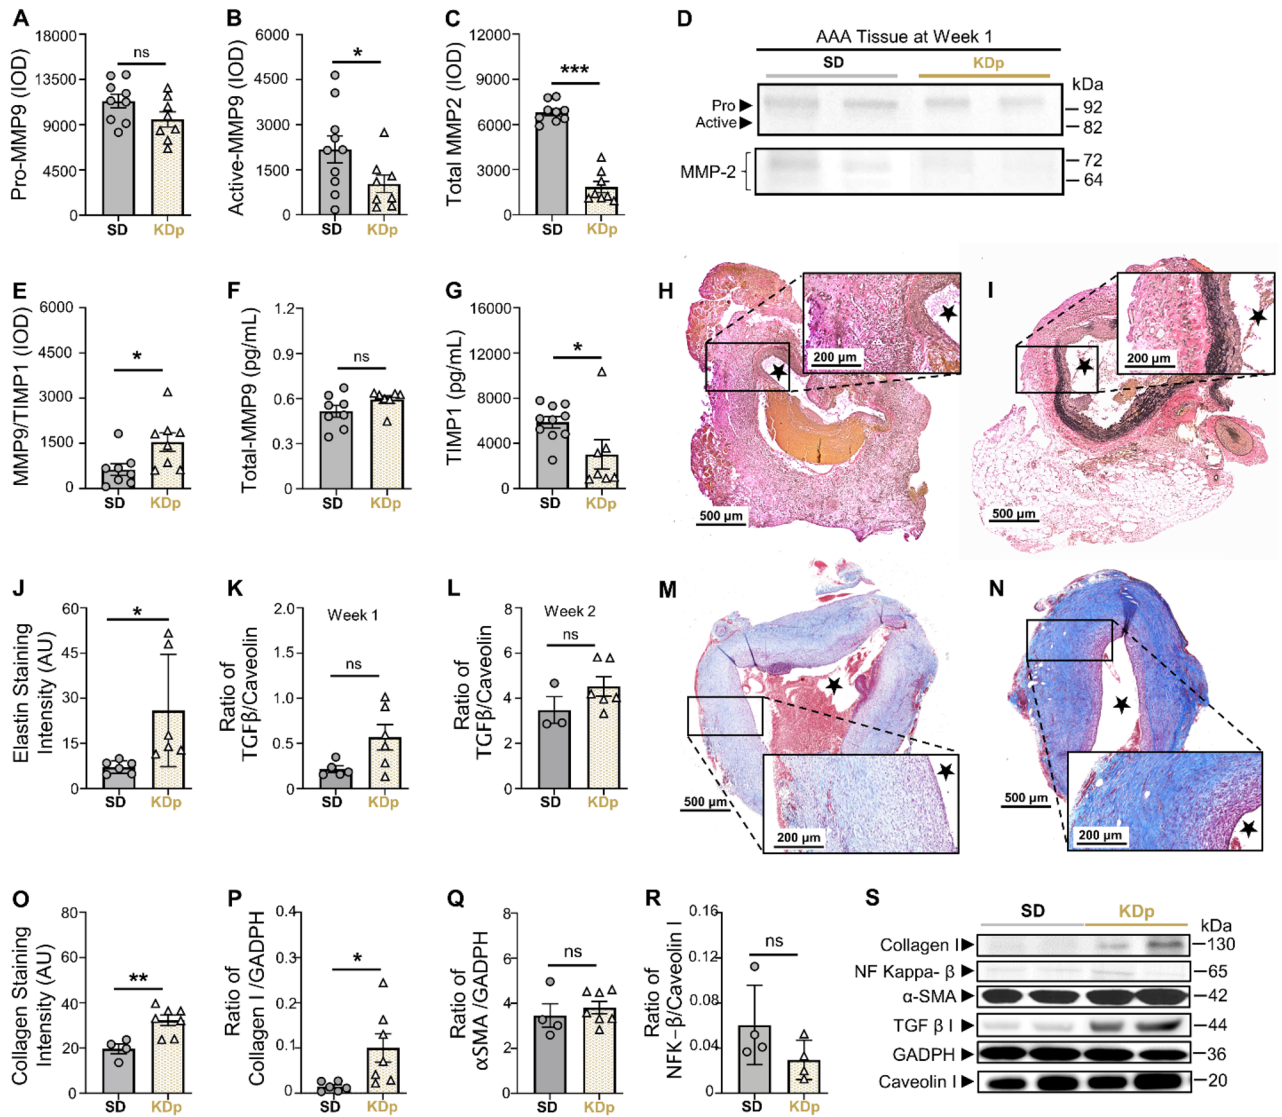 A
Pro-MMP9 (IOD)
18000
13500
9000
4500
0
ns
SD
KDp
B
Active-MMP9 (IOD)
6000
4500
3000
1500
0
*
SD
KDp
C
Total MMP2 (IOD)
12000
9000
6000
3000
0
***
SD
KDp
D
AAA Tissue at Week 1
SD
KDp
kDa
Pro
Active
92
82
MMP-2
72
64
E
MMP9/TIMP1 (IOD)
6000
4500
3000
1500
0
*
SD
KDp
F
Total-MMP9 (pg/mL)
1.2
0.9
0.6
0.3
0
ns
SD
KDp
G
TIMP1 (pg/mL)
16000
12000
8000
4000
0
*
SD
KDp
H
200 µm
500 µm
I
200 µm
500 µm
J
Elastin Staining
Intensity (AU)
60
45
30
15
0
*
SD
KDp
K
Ratio of
TGFβ/Caveolin
2.0
1.5
1.0
0.5
0
Week 1
ns
SD
KDp
L
Ratio of
TGFβ/Caveolin
8
6
4
2
0
Week 2
ns
SD
KDp
M
500 µm
200 µm
N
500 µm
200 µm
O
Collagen Staining
Intensity (AU)
80
60
40
20
0
**
SD
KDp
P
Ratio of
Collagen I /GADPH
0.4
0.3
0.2
0.1
0
*
SD
KDp
Q
Ratio of
αSMA /GADPH
8
6
4
2
0
ns
SD
KDp
R
Ratio of
NFK–β/Caveolin I
0.16
0.12
0.08
0.04
0
ns
SD
KDp
S
SD
KDp
kDa
Collagen I
130
NF Kappa- β
65
α-SMA
42
TGF β I
44
GADPH
36
Caveolin I
20